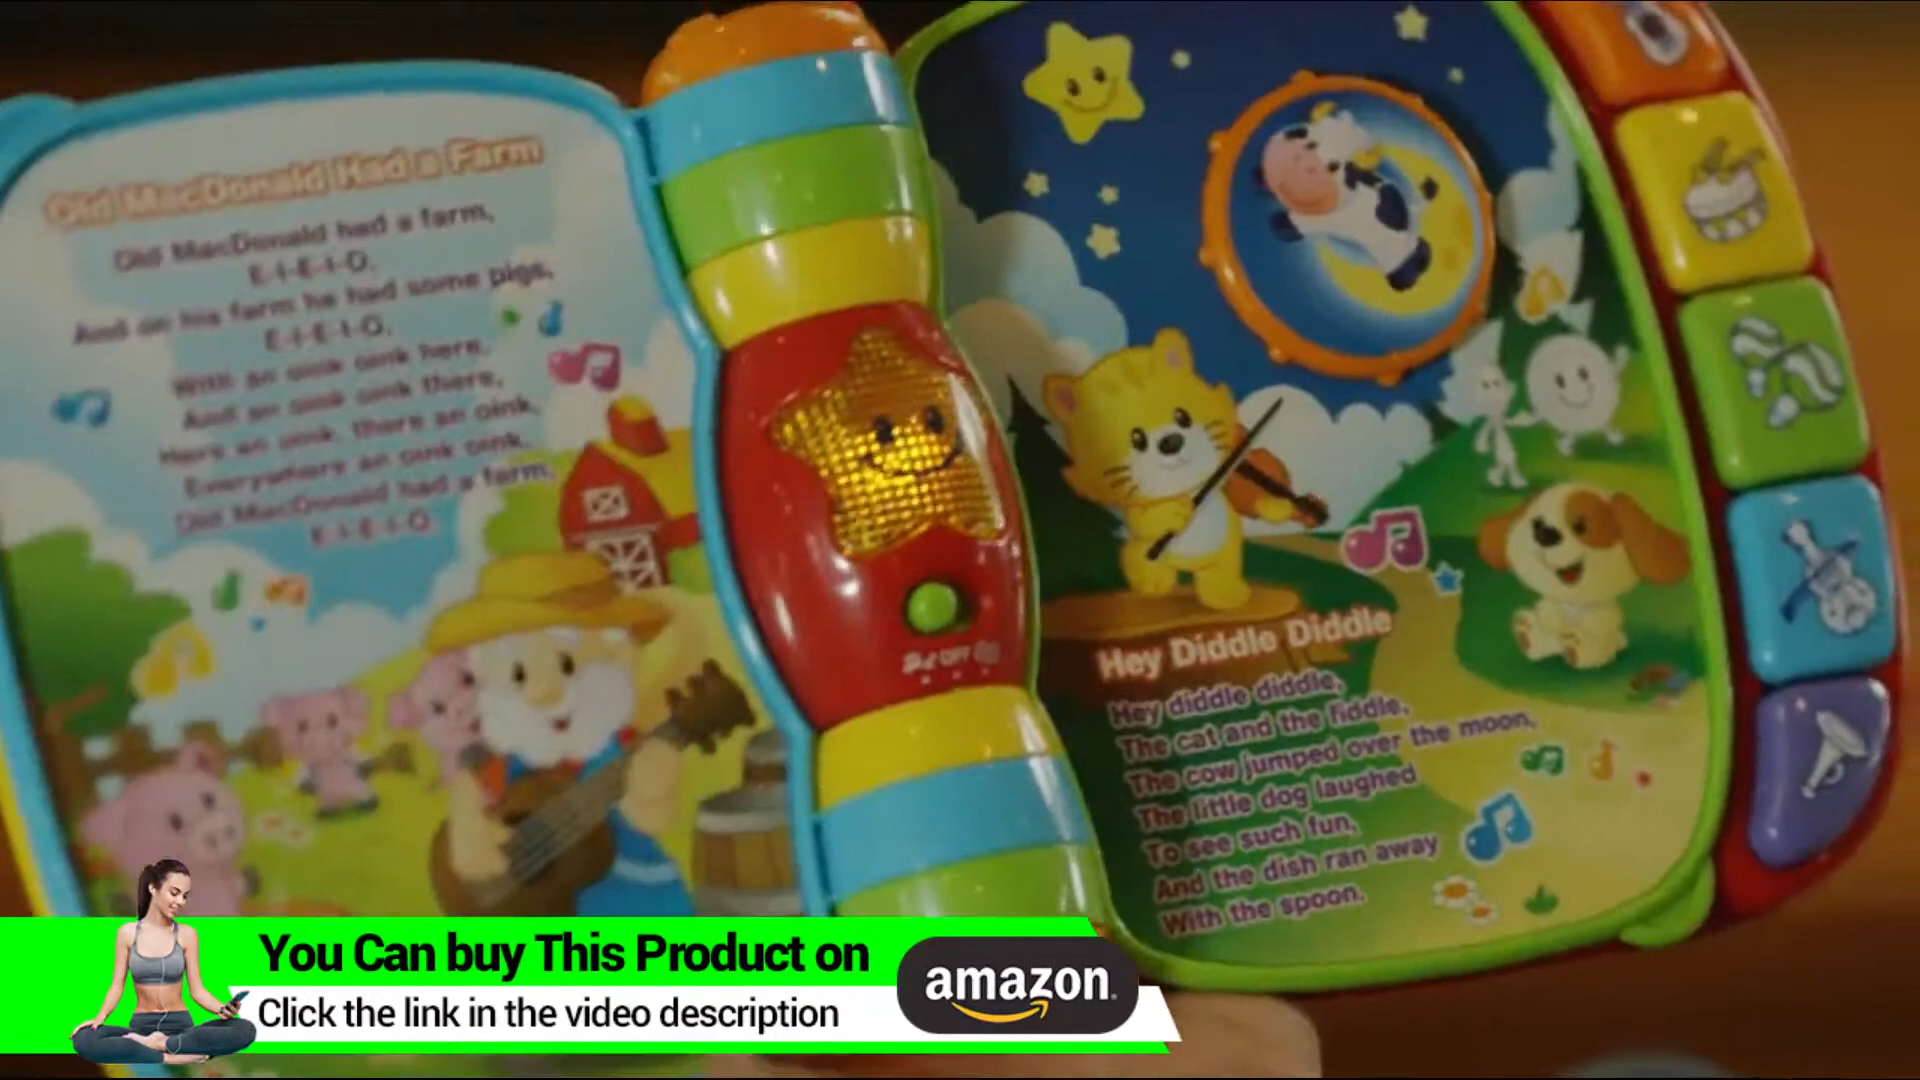 Old MacDonald Had a Farm
Old MacDonald had a farm,
E-I-E-I-O.
And on his farm he had some pigs,
E-I-E-I-O.
With an oink oink here,
And an oink oink there,
Here an oink, there an oink,
Everywhere an oink oink.
Old MacDonald had a farm,
E-I-E-I-O.
Hey Diddle Diddle
Hey diddle diddle,
The cat and the fiddle,
The cow jumped over the moon,
The little dog laughed
To see such fun,
And the dish ran away
With the spoon.
You Can buy This Product on
Click the link in the video description
amazon